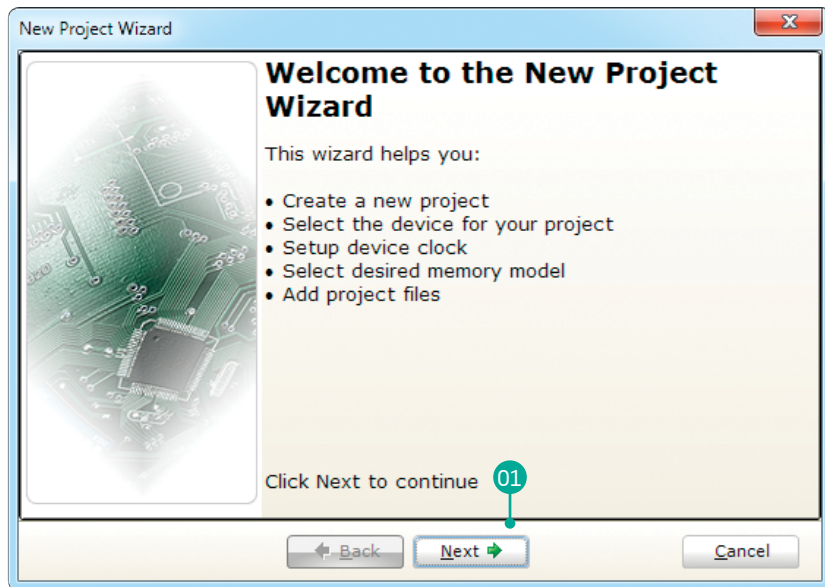 New Project Wizard
Welcome to the New Project
Wizard
This wizard helps you:
• Create a new project
• Select the device for your project
• Setup device clock
• Select desired memory model
• Add project files
Click Next to continue
01
Back
Next
Cancel